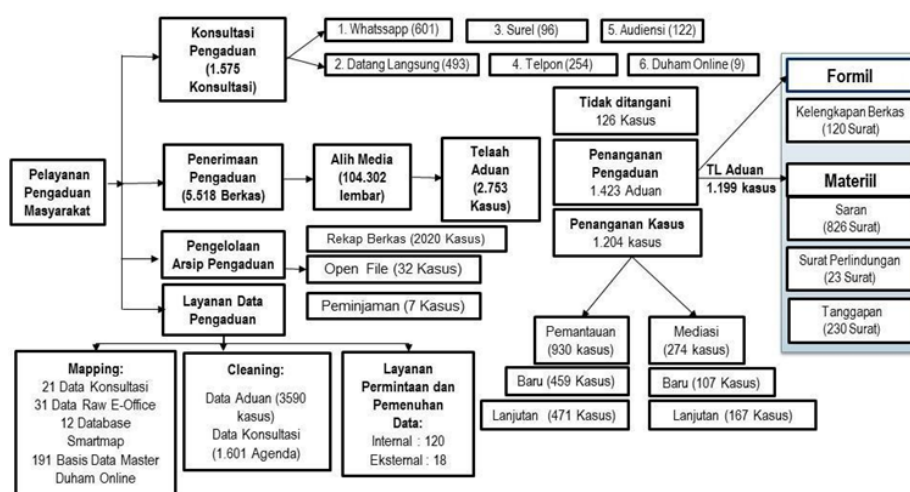 Pelayanan
Pengaduan
Masyarakat
Konsultasi
Pengaduan
(1.575
Konsultasi)
1. Whatssapp (601)
3. Surel (96)
5. Audiensi (122)
2. Datang Langsung (493)
4. Telpon (254)
6. Duham Online (9)
Penerimaan
Pengaduan
(5.518 Berkas)
Alih Media
(104.302
lembar)
Telaah
Aduan
(2.753
Kasus)
Tidak ditangani
126 Kasus
Penanganan
Pengaduan
1.423 Aduan
Penanganan Kasus
1.204 kasus
TL Aduan
1.199 kasus
Formil
Kelengkapan Berkas
(120 Surat)
Materiil
Saran
(826 Surat)
Surat Perlindungan
(23 Surat)
Tanggapan
(230 Surat)
Pengelolaan
Arsip Pengaduan
Rekap Berkas (2020 Kasus)
Open File (32 Kasus)
Peminjaman (7 Kasus)
Layanan Data
Pengaduan
Pemantauan
(930 kasus)
Baru (459 Kasus)
Lanjutan (471 Kasus)
Mediasi
(274 kasus)
Baru (107 Kasus)
Lanjutan (167 Kasus)
Mapping:
21 Data Konsultasi
31 Data Raw E-Office
12 Database
Smartmap
191 Basis Data Master
Duham Online
Cleaning:
Data Aduan (3590
kasus)
Data Konsultasi
(1.601 Agenda)
Layanan
Permintaan dan
Pemenuhan
Data:
Internal : 120
Eksternal : 18